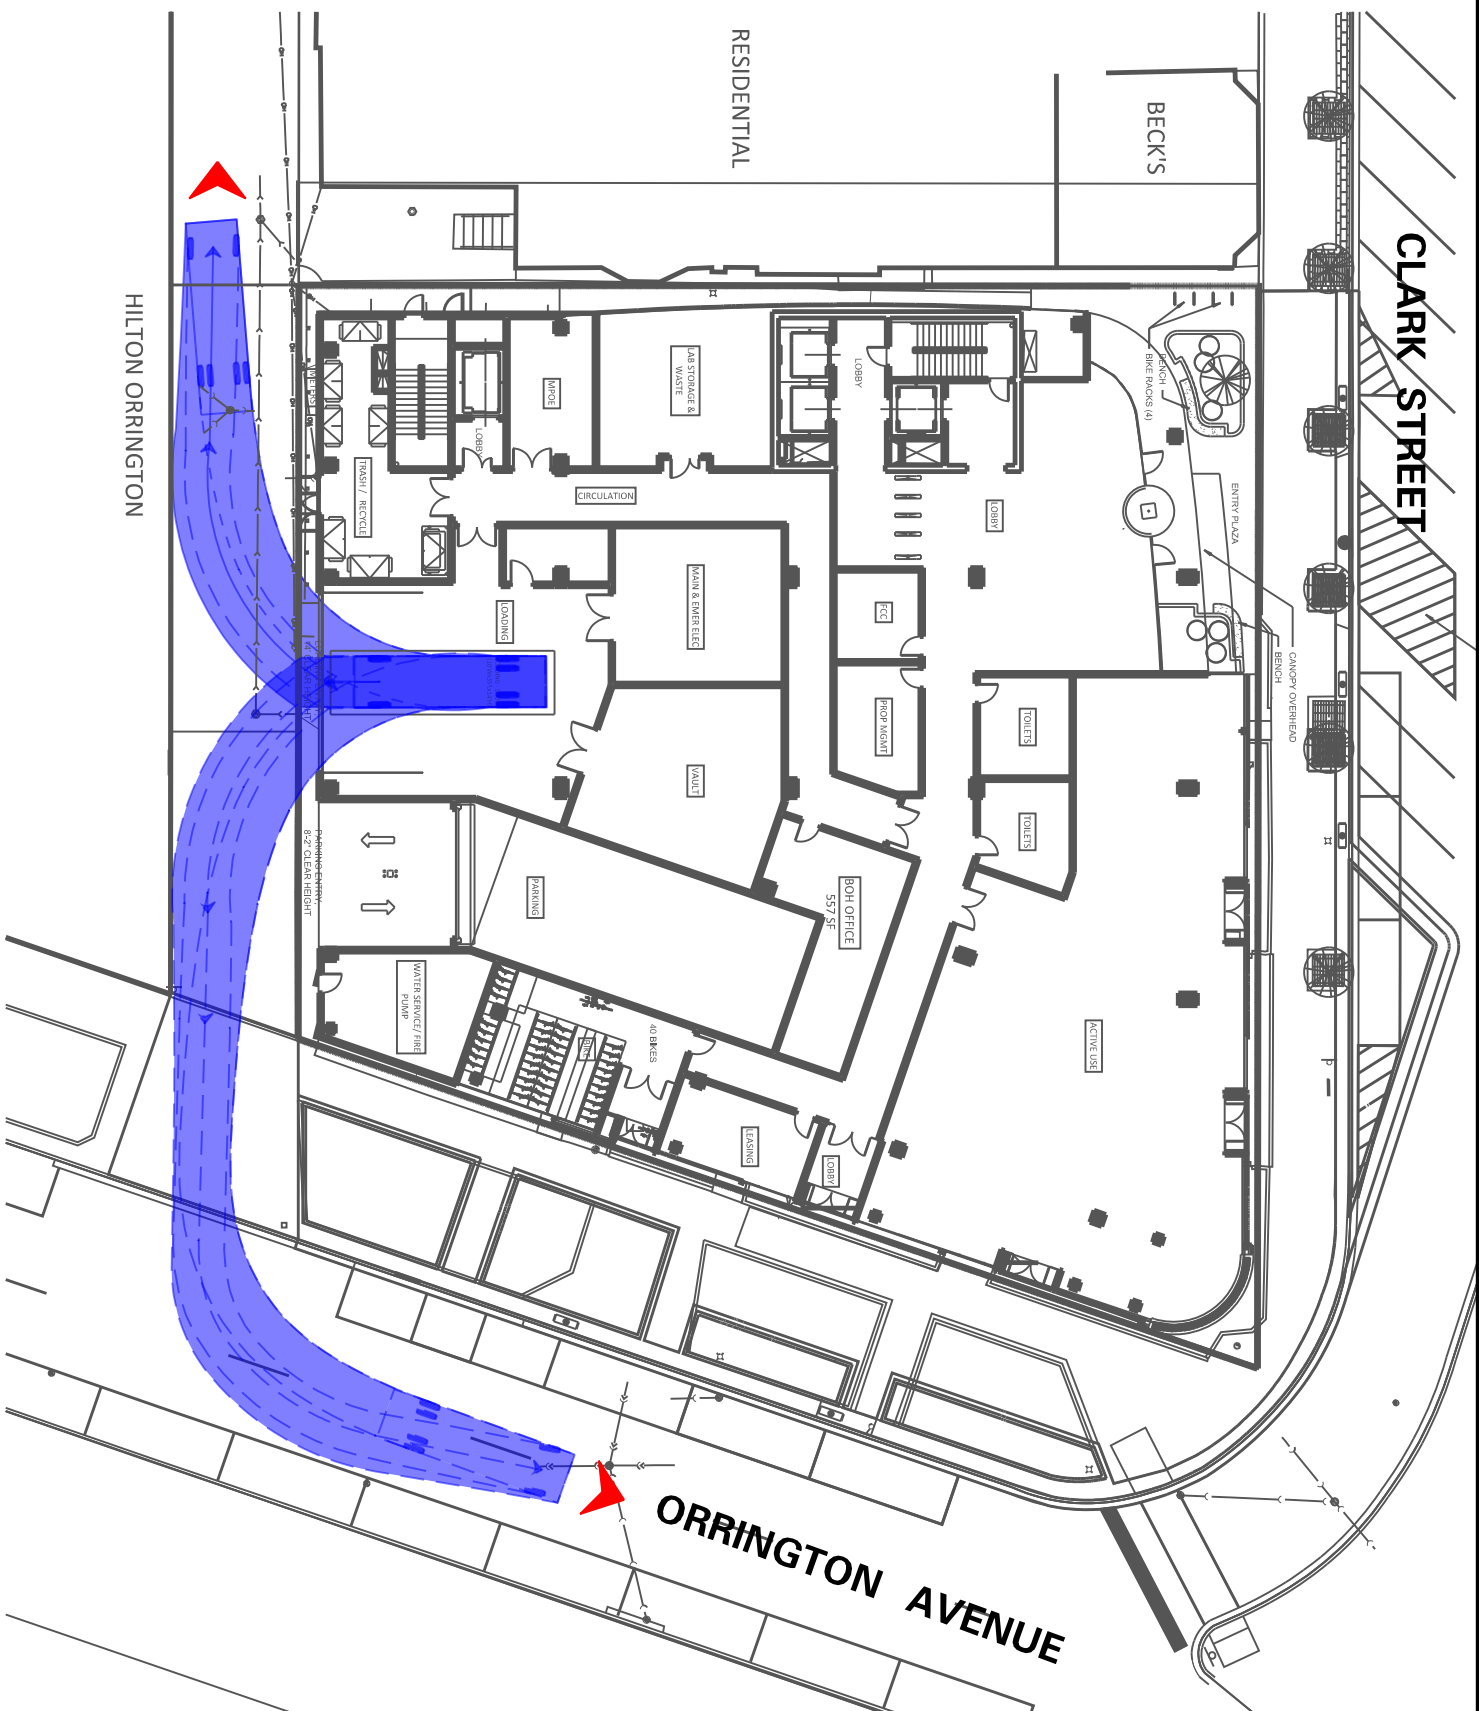 RESIDENTIAL
BECK'S
CLARK STREET
HILTON ORRINGTON
BENCH
BIKE RACKS (4)
LOBBY
LAB STORAGE &
WASTE
MPOE
LOBBY
METERS
TRASH / RECYCLE
CIRCULATION
LOBBY
ENTRY PLAZA
LOADING
MAIN & EMER ELEC
FCC
BENCH
CANOPY OVERHEAD
PROP MGMT
TOILETS
VAULT
TOILETS
PARKING ENTRY:
8'-2" CLEAR HEIGHT
PARKING
BOH OFFICE
557 SF
WATER SERVICE/ FIRE
PUMP
BIKE
40 BIKES
ACTIVE USE
LEASING
LOBBY
ORRINGTON AVENUE